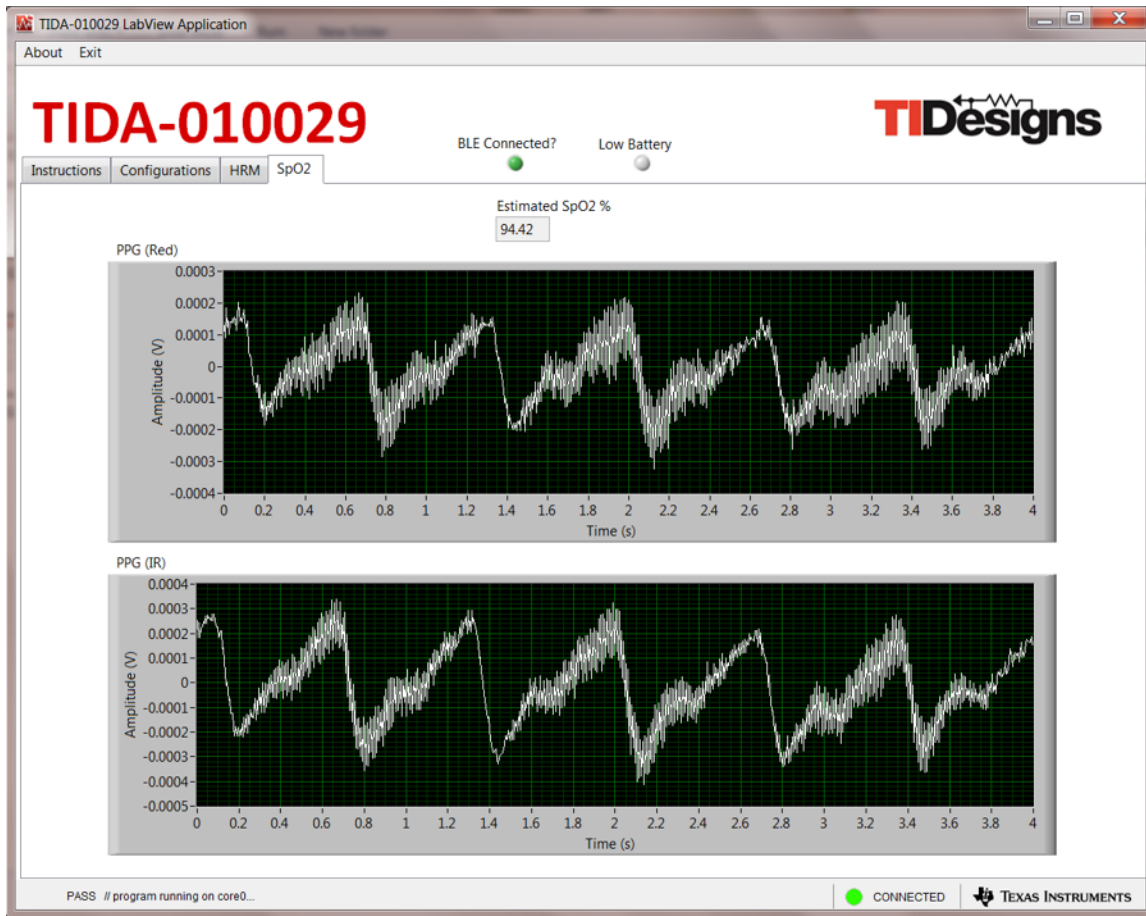 TIDA-010029 LabView Application
About Exit
TIDA-010029
TIDesigns
BLE Connected? Low Battery
Instructions Configurations HRM SpO2
Estimated SpO2 %
94.42
PPG (Red)
0.0003
0.0002
0.0001
0
-0.0001
-0.0002
-0.0003
-0.0004
Amplitude (V)
0 0.2 0.4 0.6 0.8 1 1.2 1.4 1.6 1.8 2 2.2 2.4 2.6 2.8 3 3.2 3.4 3.6 3.8 4
Time (s)
PPG (IR)
0.0004
0.0003
0.0002
0.0001
0
-0.0001
-0.0002
-0.0003
-0.0004
-0.0005
Amplitude (V)
0 0.2 0.4 0.6 0.8 1 1.2 1.4 1.6 1.8 2 2.2 2.4 2.6 2.8 3 3.2 3.4 3.6 3.8 4
Time (s)
PASS // program running on core0... CONNECTED TEXAS INSTRUMENTS